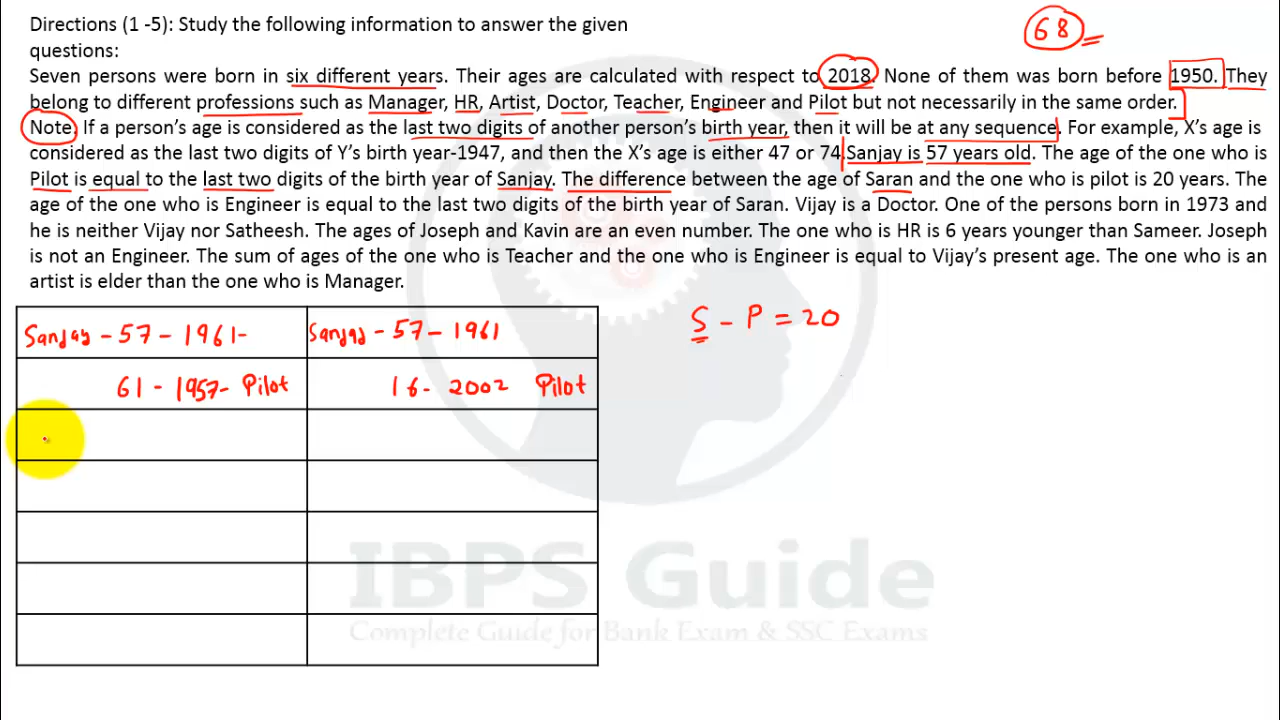 Directions (1 -5): Study the following information to answer the given
questions:
68
Seven persons were born in six different years. Their ages are calculated with respect to 2018. None of them was born before 1950. They
belong to different professions such as Manager, HR, Artist, Doctor, Teacher, Engineer and Pilot but not necessarily in the same order.
Note: If a person's age is considered as the last two digits of another person's birth year, then it will be at any sequence. For example, X's age is
considered as the last two digits of Y's birth year-1947, and then the X's age is either 47 or 74. Sanjay is 57 years old. The age of the one who is
Pilot is equal to the last two digits of the birth year of Sanjay. The difference between the age of Saran and the one who is pilot is 20 years. The
age of the one who is Engineer is equal to the last two digits of the birth year of Saran. Vijay is a Doctor. One of the persons born in 1973 and
he is neither Vijay nor Satheesh. The ages of Joseph and Kavin are an even number. The one who is HR is 6 years younger than Sameer. Joseph
is not an Engineer. The sum of ages of the one who is Teacher and the one who is Engineer is equal to Vijay's present age. The one who is an
artist is elder than the one who is Manager.
Sanjay - 57 - 1961-
Sanjay - 57 - 1961
S - P = 20
61 - 1957- Pilot
16 - 2002 Pilot
IBPS Guide
Complete Guide for Bank Exam & SSC Exams